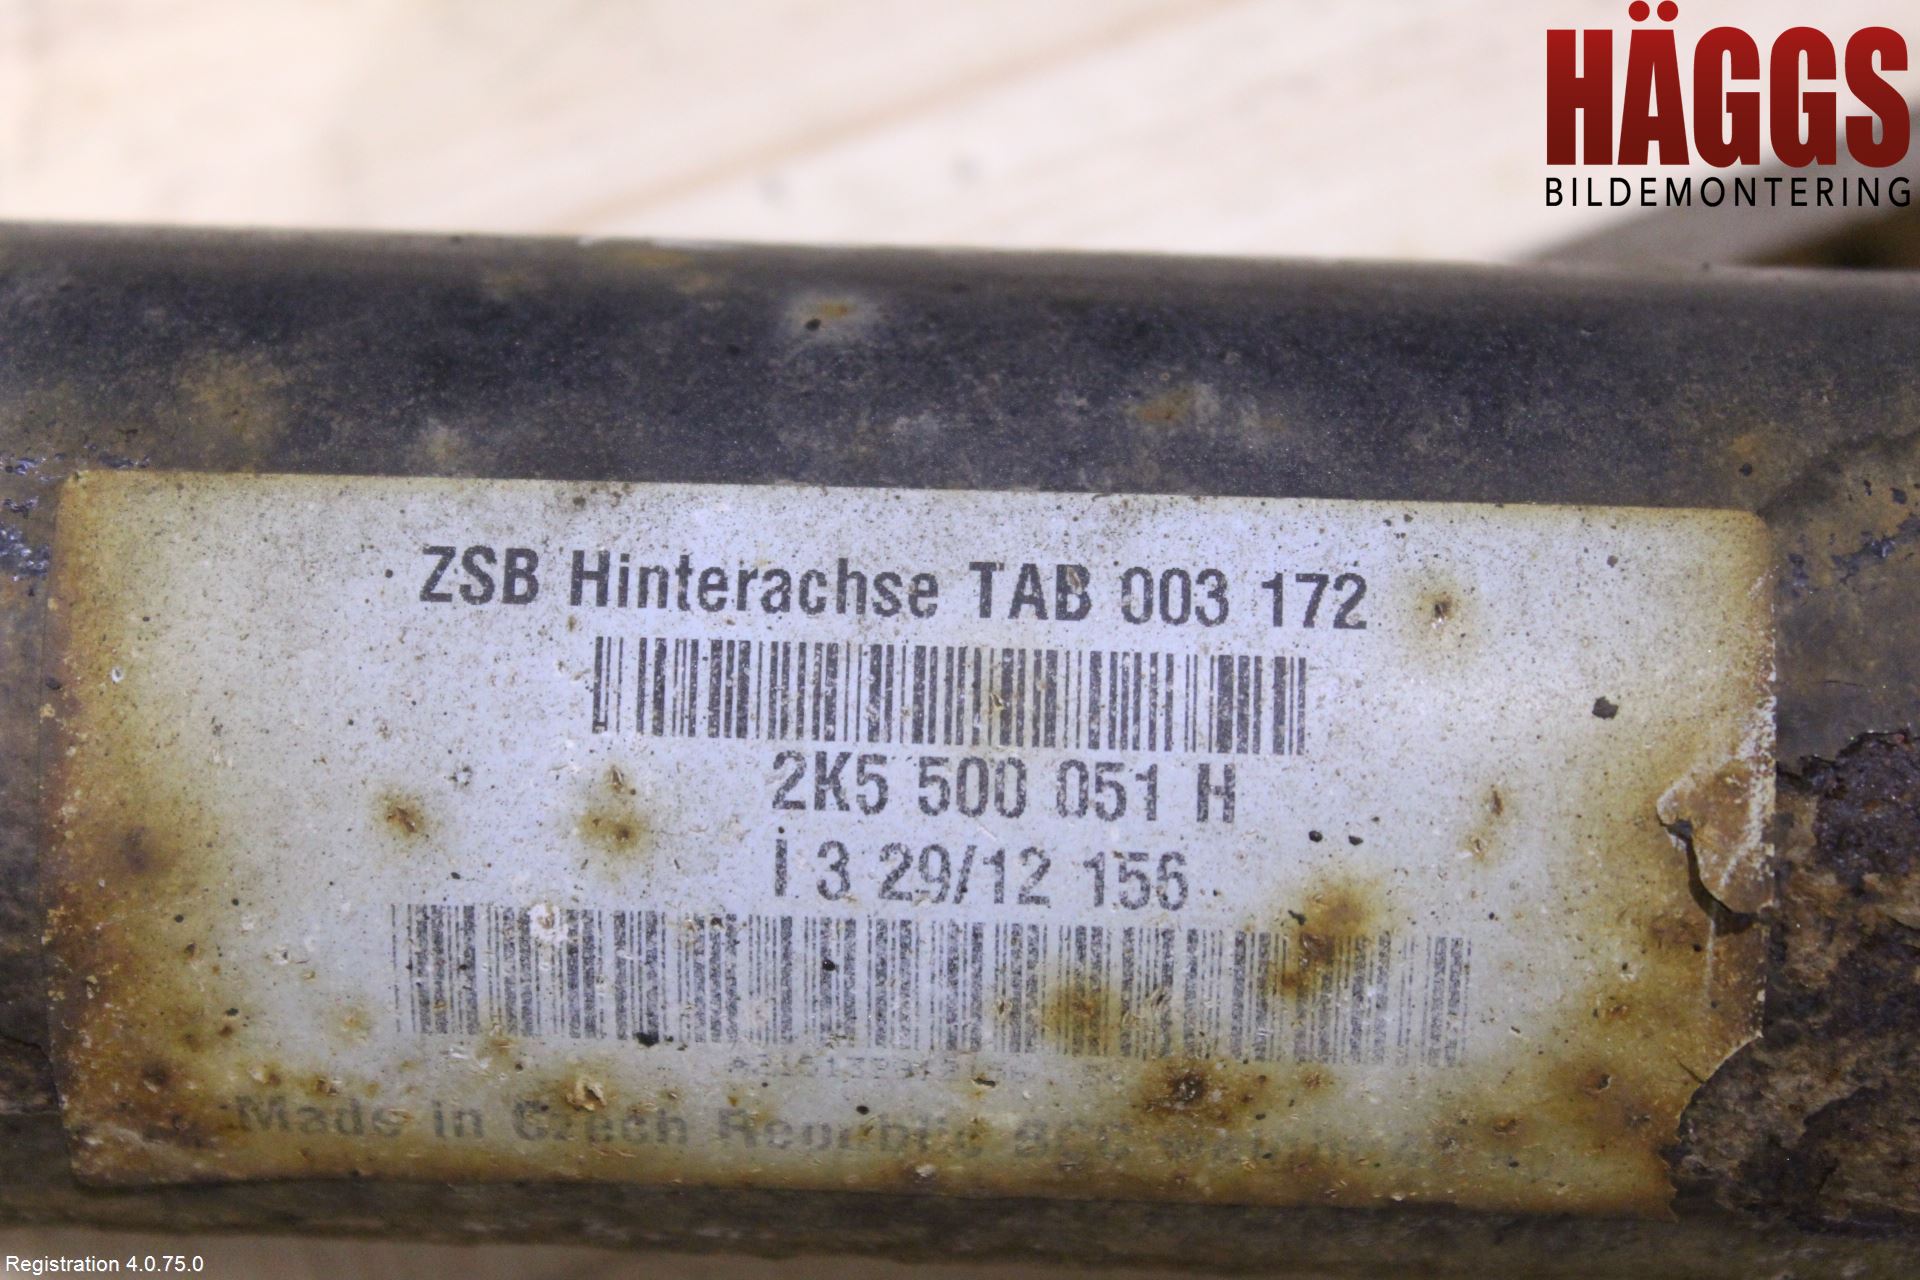 HÄGGS
BILDEMONTERING
ZSB Hinterachse TAB 003 172
2K5 500 051 H
I 3 29/12 156
Made in Czech Republic
Registration 4.0.75.0